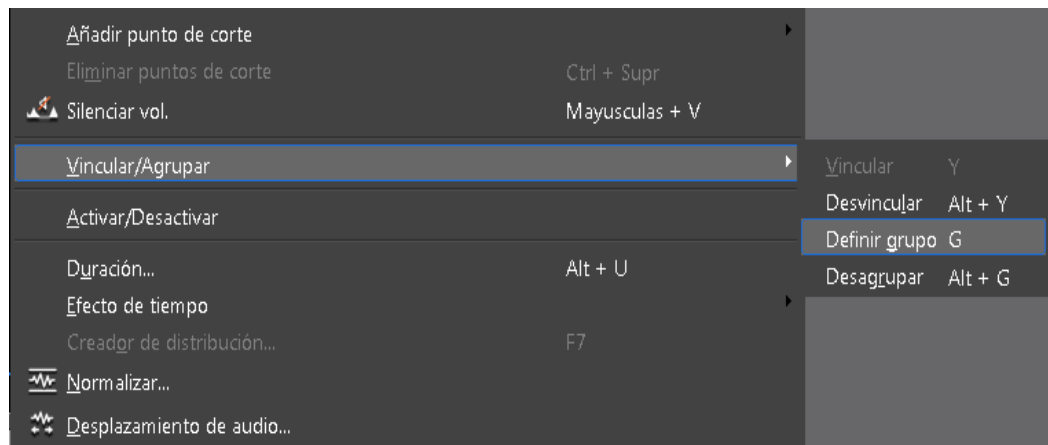 Añadir punto de corte
Eliminar puntos de corte Ctrl + Supr
Silenciar vol. Mayusculas + V
Vincular/Agrupar
Activar/Desactivar
Duración... Alt + U
Efecto de tiempo
Creador de distribución... F7
Normalizar...
Desplazamiento de audio...
Vincular Y
Desvincular Alt + Y
Definir grupo G
Desagrupar Alt + G